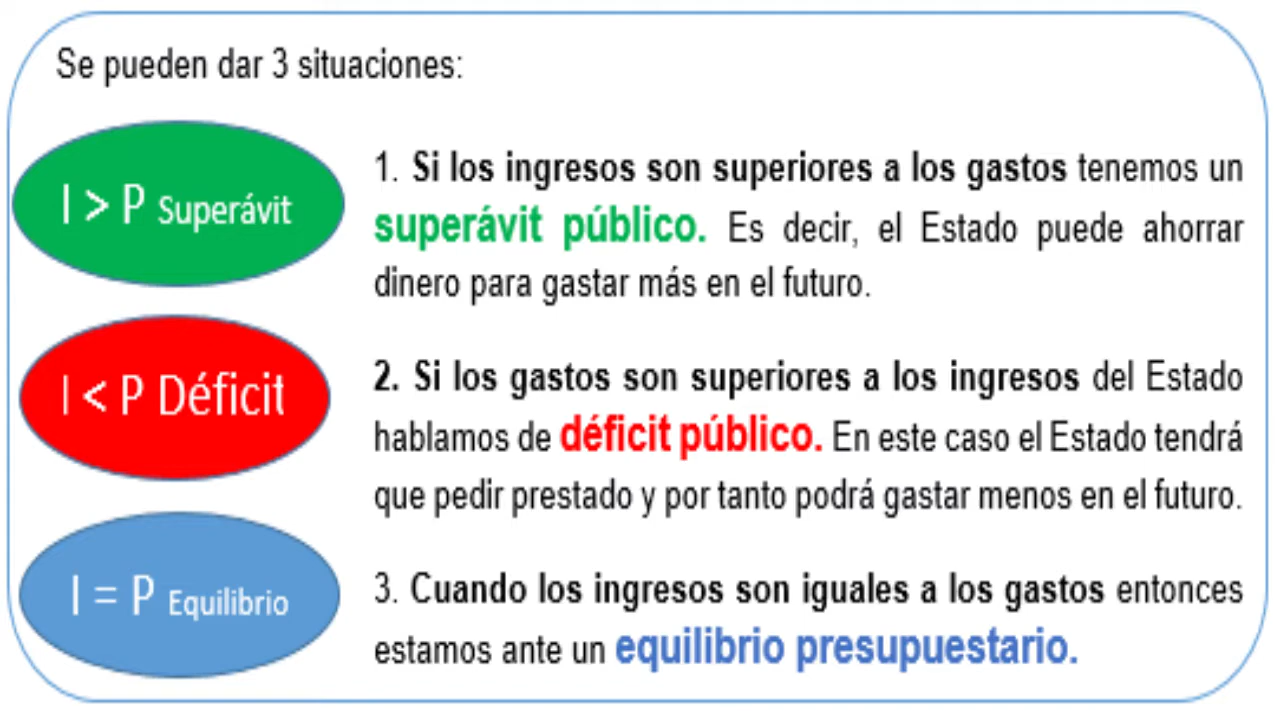 Se pueden dar 3 situaciones:
I > P Superávit
1. Si los ingresos son superiores a los gastos tenemos un
superávit público. Es decir, el Estado puede ahorrar
dinero para gastar más en el futuro.
I < P Déficit
2. Si los gastos son superiores a los ingresos del Estado
hablamos de déficit público. En este caso el Estado tendrá
que pedir prestado y por tanto podrá gastar menos en el futuro.
I = P Equilibrio
3. Cuando los ingresos son iguales a los gastos entonces
estamos ante un equilibrio presupuestario.